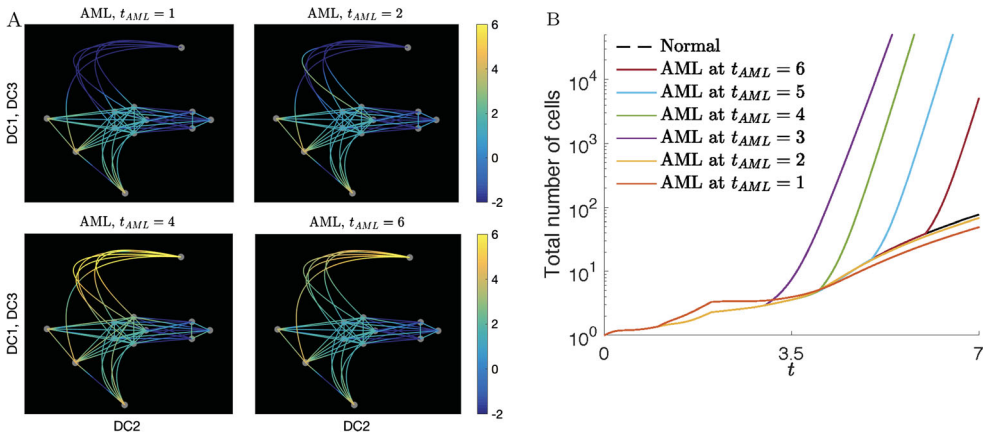 A
AML, t_AML = 1
AML, t_AML = 2
DC1, DC3
6
4
2
0
-2
AML, t_AML = 4
AML, t_AML = 6
DC1, DC3
6
4
2
0
-2
DC2
B
Total number of cells
10^4
10^3
10^2
10^1
10^0
Normal
AML at t_AML = 6
AML at t_AML = 5
AML at t_AML = 4
AML at t_AML = 3
AML at t_AML = 2
AML at t_AML = 1
0
3.5
7
t